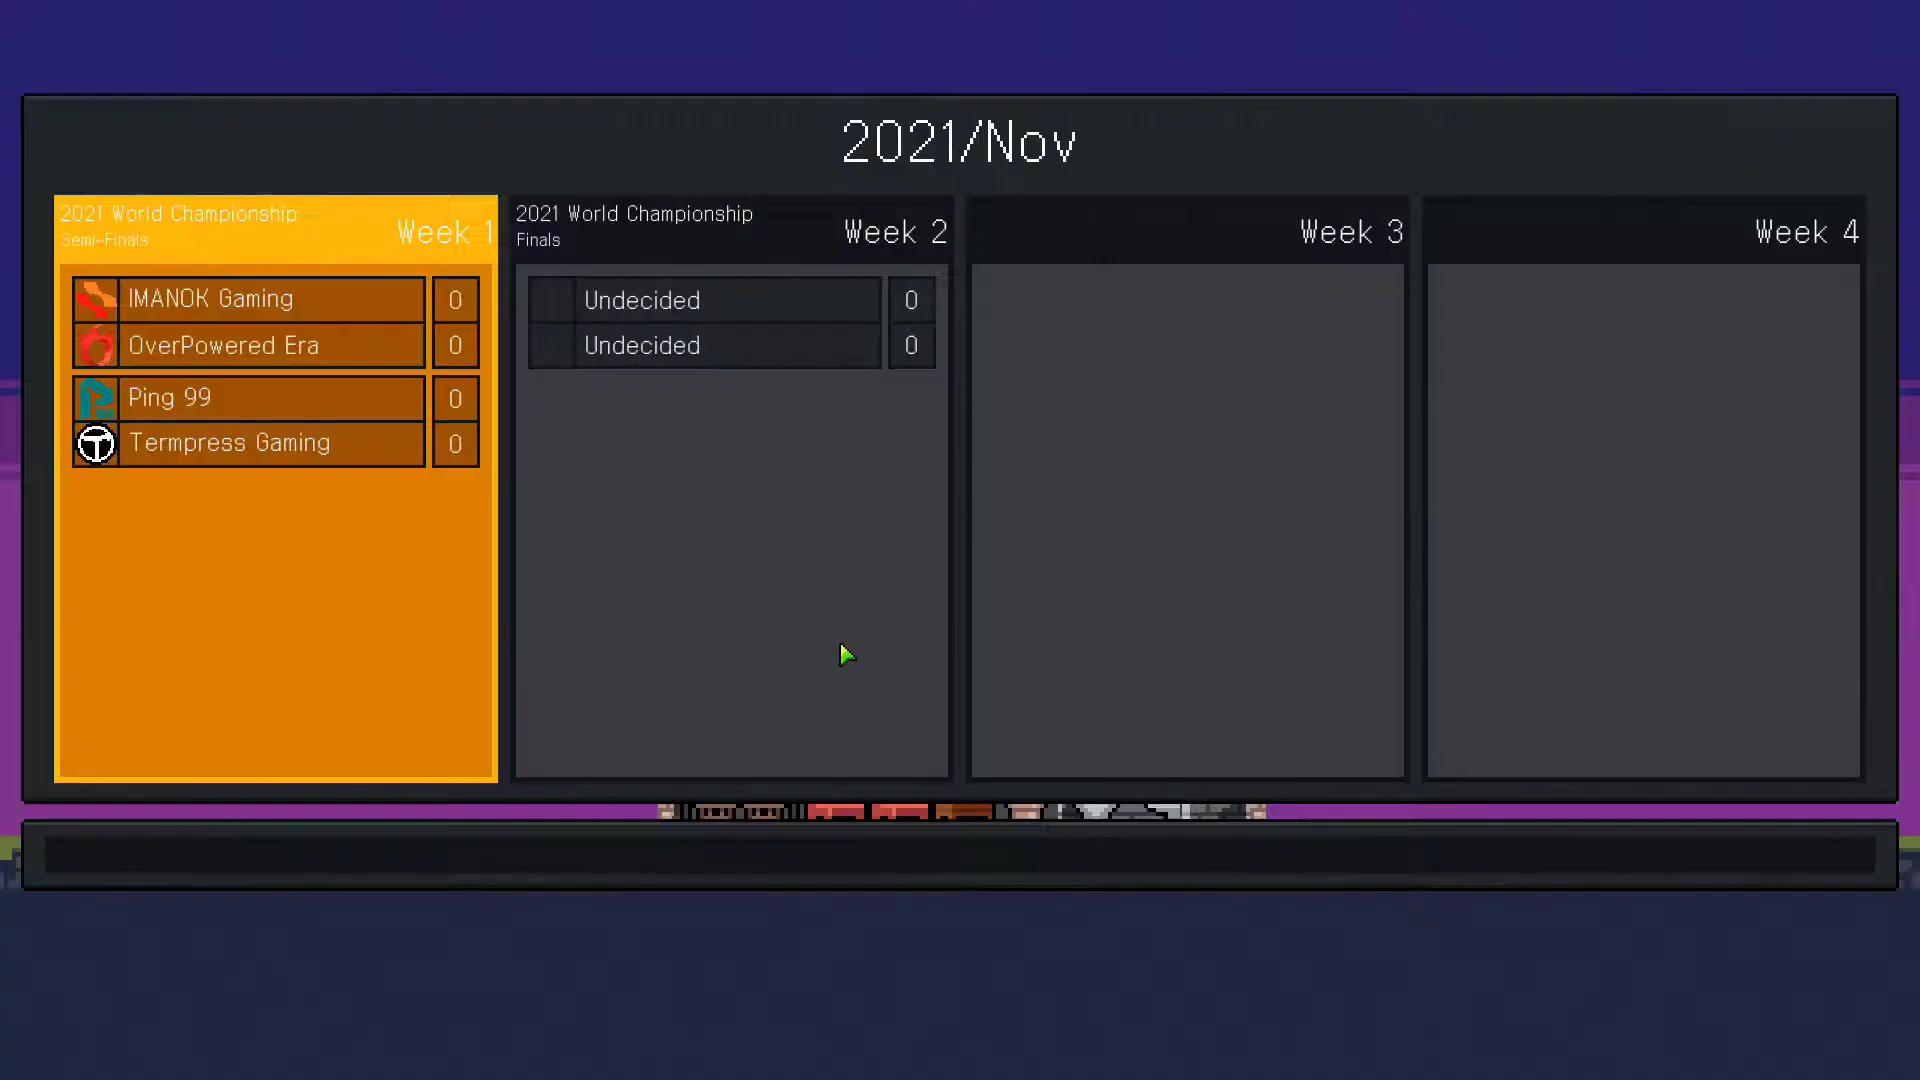 2021/Nov
2021 World Championship
Semi-Finals
Week 1
IMANOK Gaming 0
OverPowered Era 0
Ping 99 0
Termpress Gaming 0
2021 World Championship
Finals
Week 2
Undecided 0
Undecided 0
Week 3
Week 4